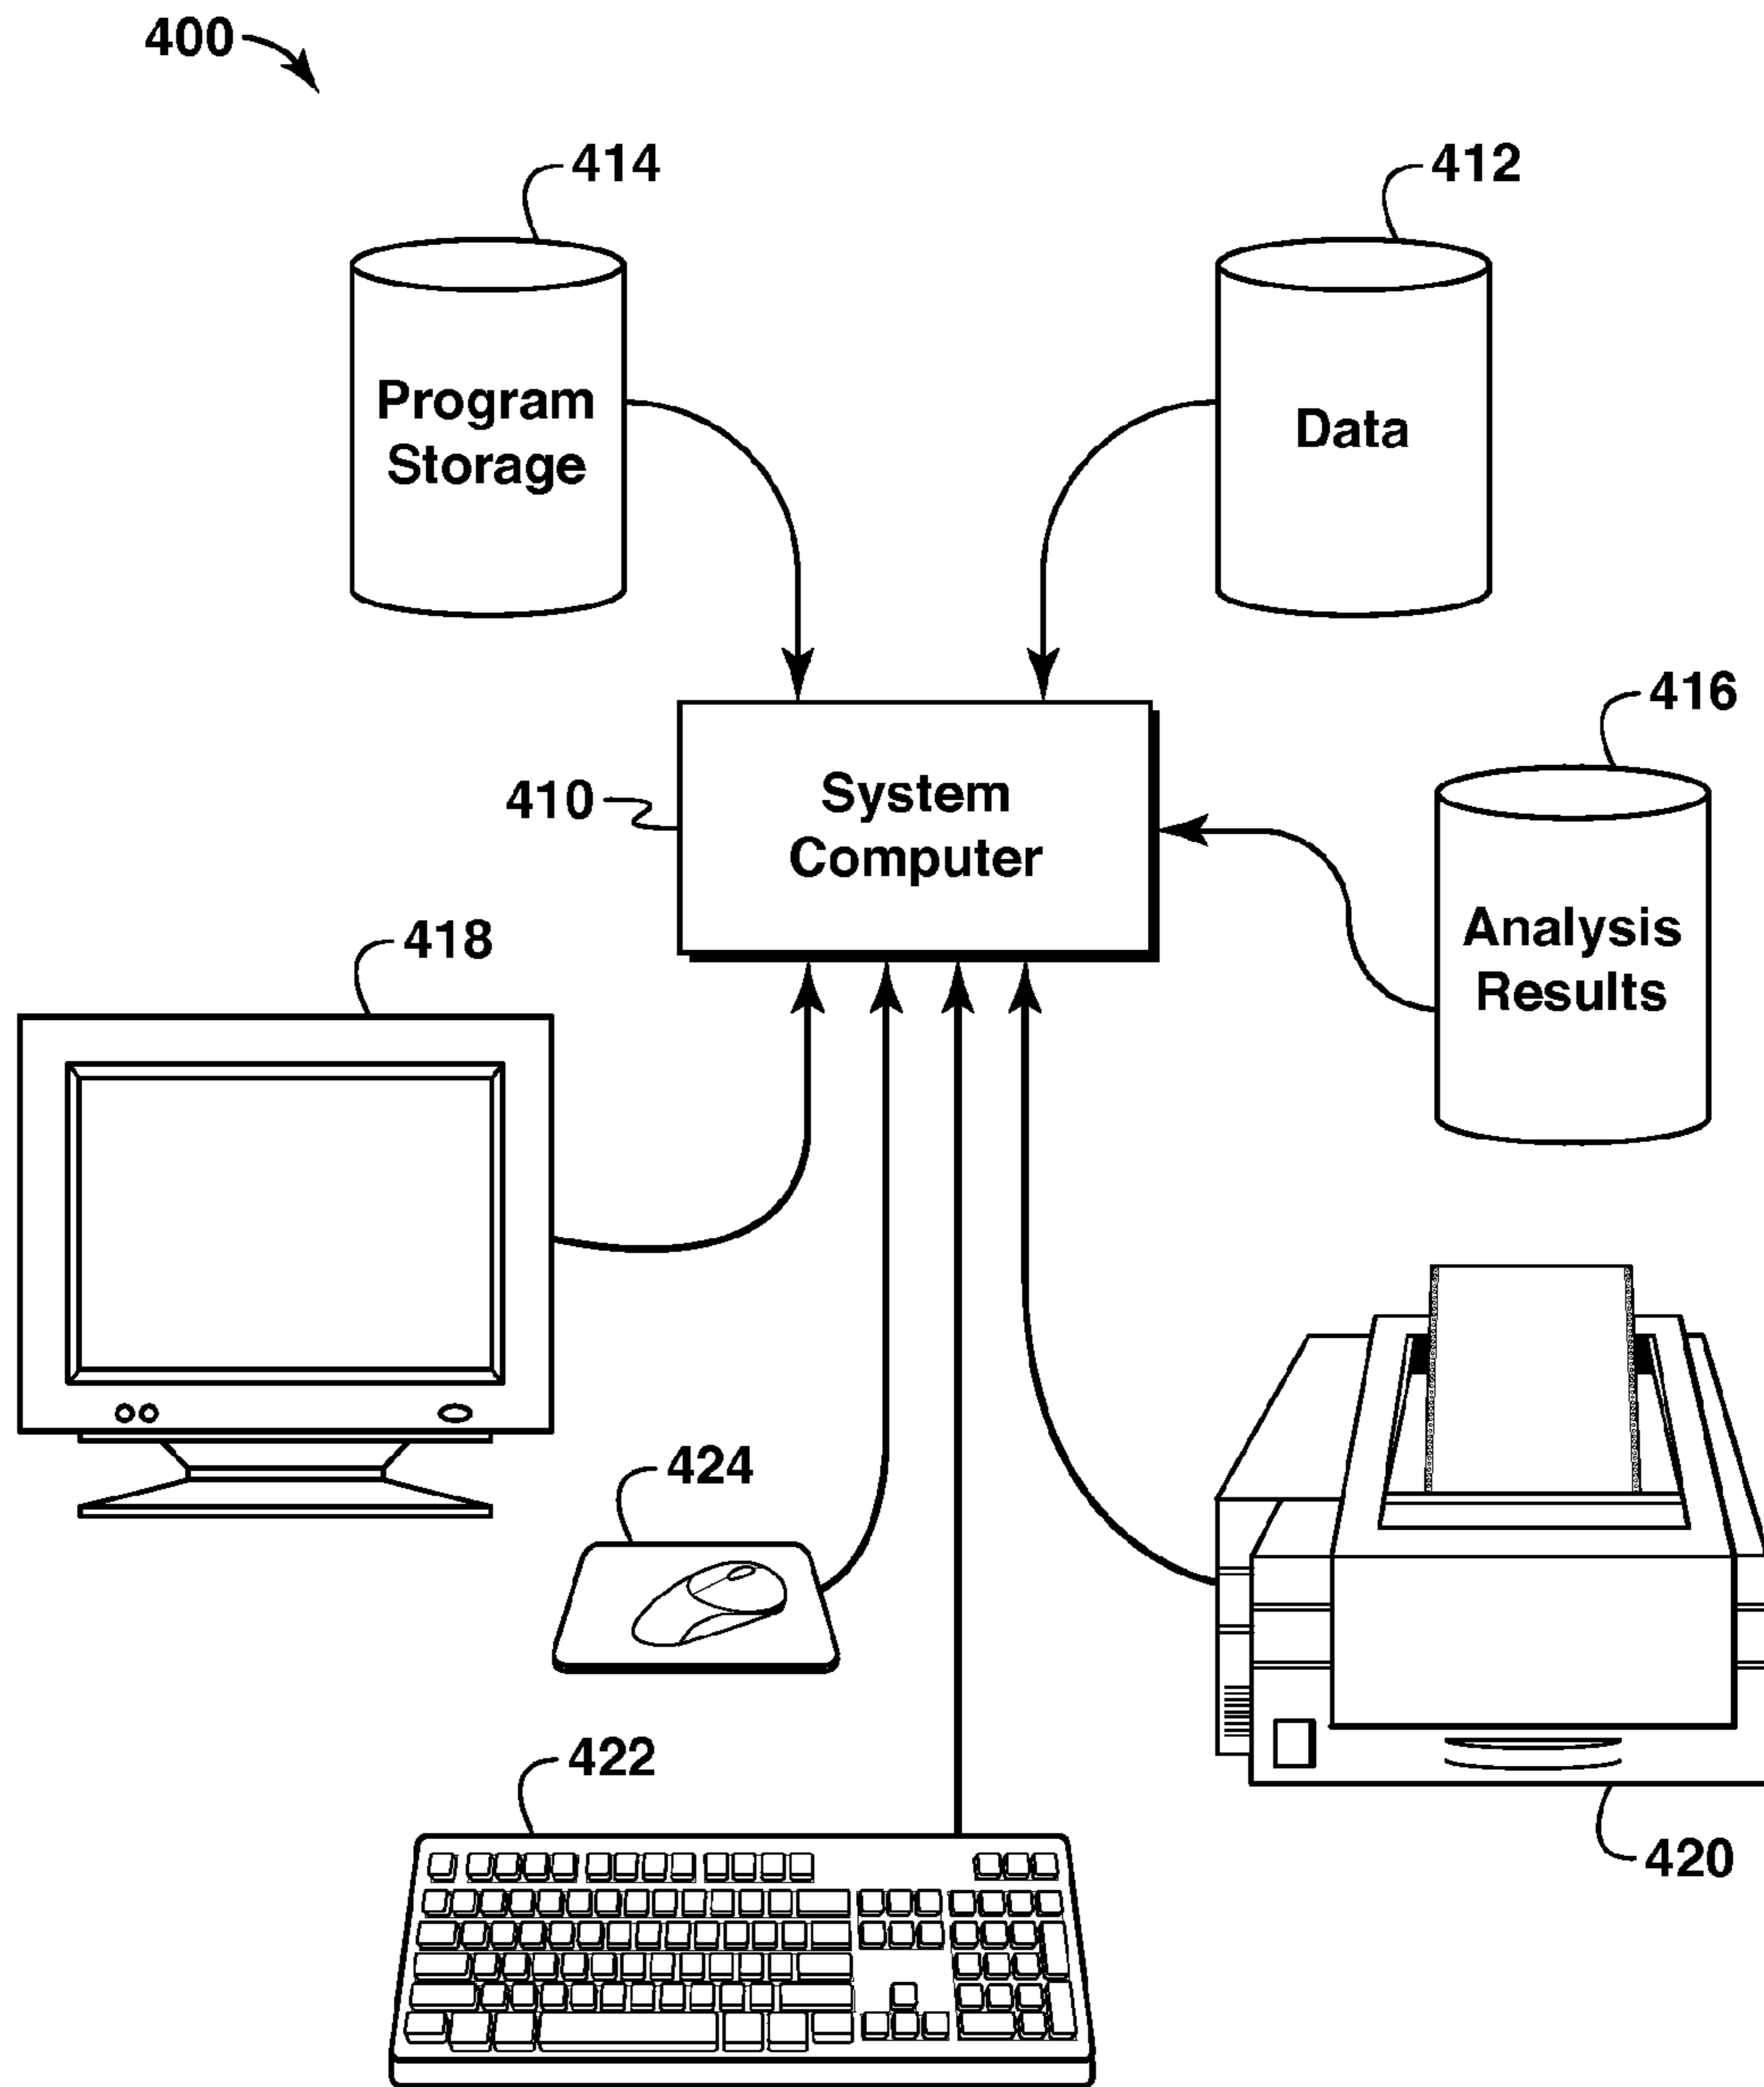 400
414
412
Program
Storage
Data
416
410
System
Computer
Analysis
Results
418
424
422
420